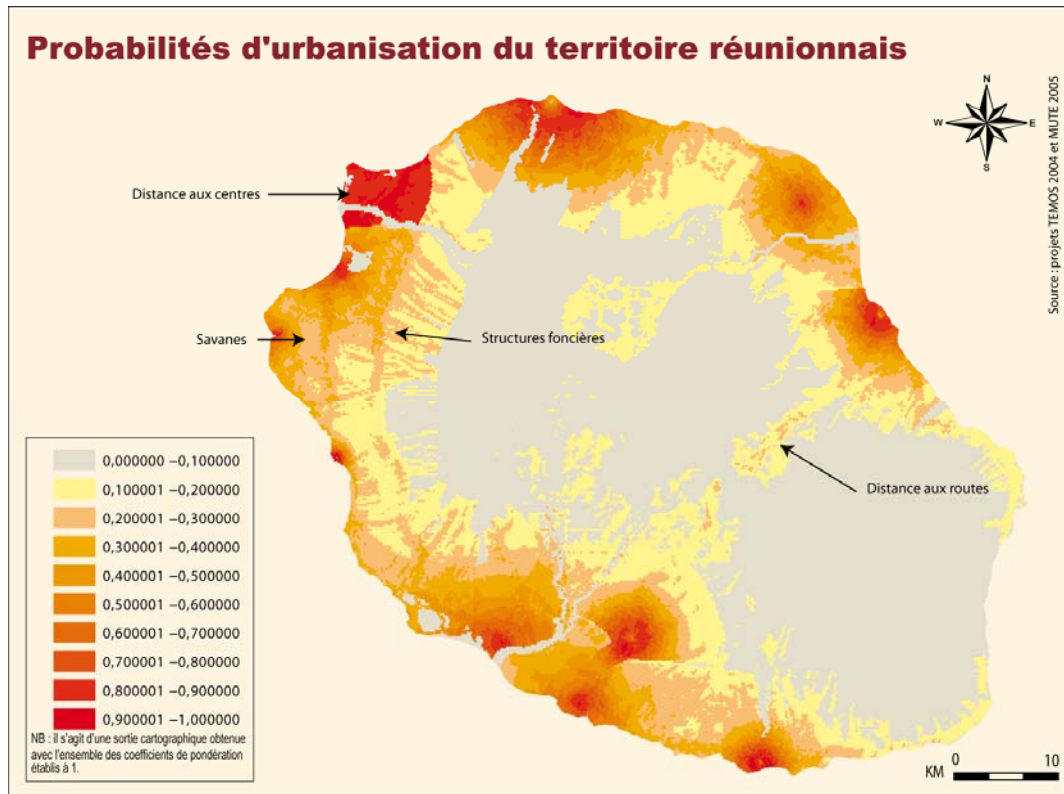 Probabilités d'urbanisation du territoire réunionnais
N
W E
S
Source : projets TEMOS 2004 et MUTE 2005
Distance aux centres
Savanes
Structures foncières
Distance aux routes
0,000000 –0,100000
0,100001 –0,200000
0,200001 –0,300000
0,300001 –0,400000
0,400001 –0,500000
0,500001 –0,600000
0,600001 –0,700000
0,700001 –0,800000
0,800001 –0,900000
0,900001 –1,000000
NB : il s'agit d'une sortie cartographique obtenue
avec l'ensemble des coefficients de pondération
établis à 1.
0 10
KM